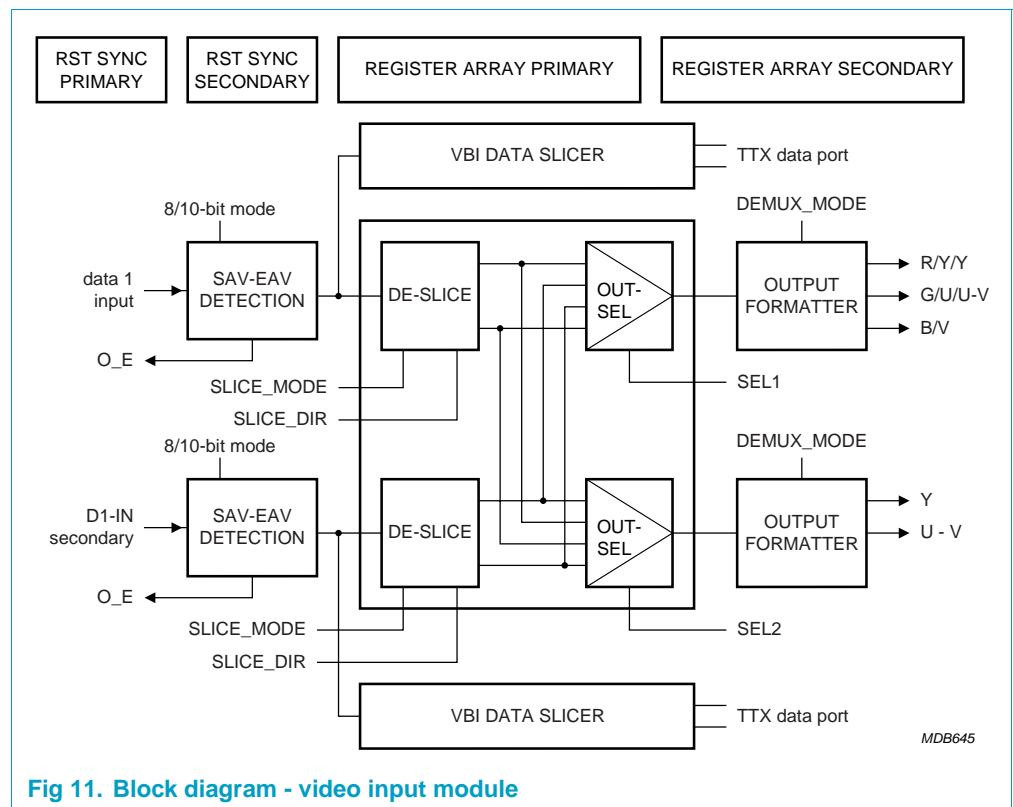 RST SYNC
PRIMARY
RST SYNC
SECONDARY
REGISTER ARRAY PRIMARY
REGISTER ARRAY SECONDARY
VBI DATA SLICER
TTX data port
8/10-bit mode
DEMUX_MODE
data 1
input
SAV-EAV
DETECTION
DE-SLICE
OUT-
SEL
OUTPUT
FORMATTER
R/Y/Y
G/U/U-V
B/V
O_E
SLICE_MODE
SEL1
SLICE_DIR
8/10-bit mode
DEMUX_MODE
D1-IN
secondary
SAV-EAV
DETECTION
DE-SLICE
OUT-
SEL
OUTPUT
FORMATTER
Y
U - V
O_E
SLICE_MODE
SEL2
SLICE_DIR
VBI DATA SLICER
TTX data port
MDB645
Fig 11. Block diagram - video input module